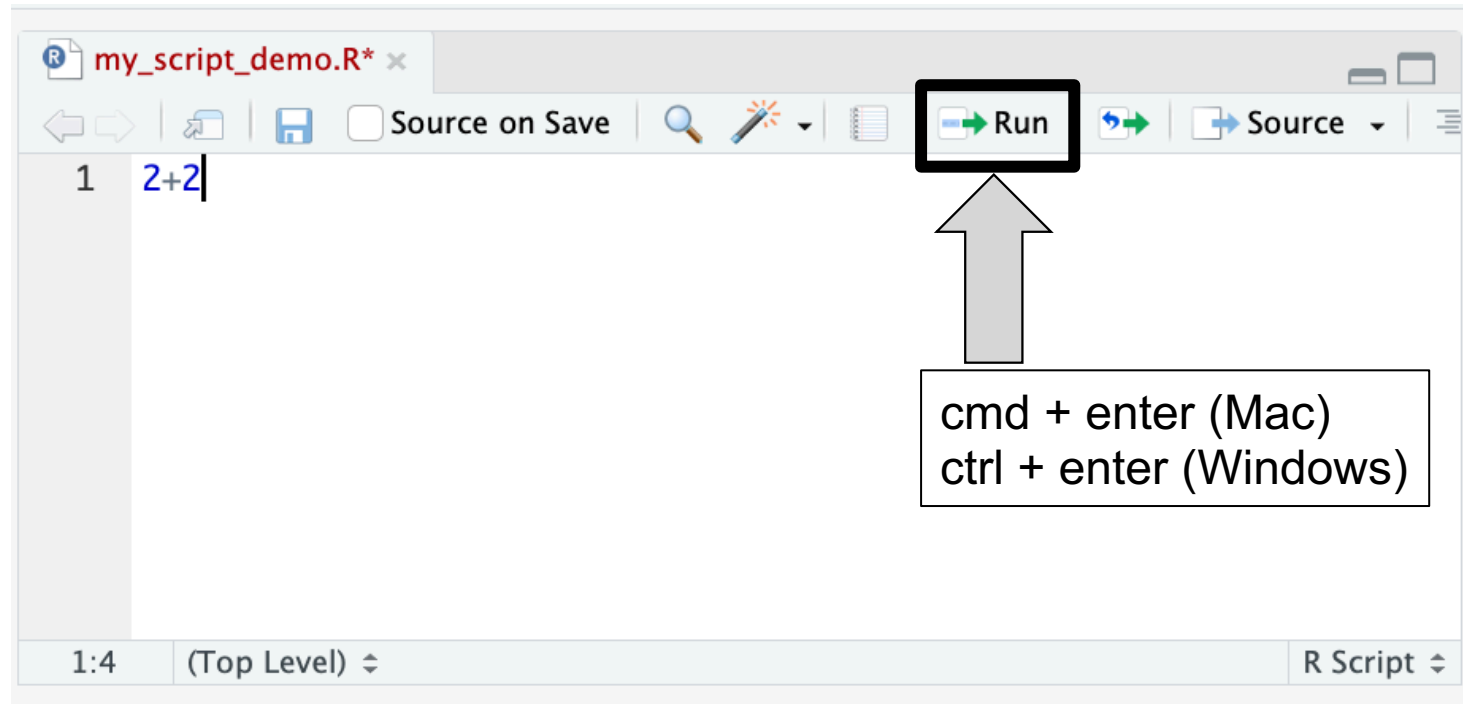 R my_script_demo.R* ×
Source on Save Run Source
1 2+2
cmd + enter (Mac)
ctrl + enter (Windows)
1:4 (Top Level) R Script